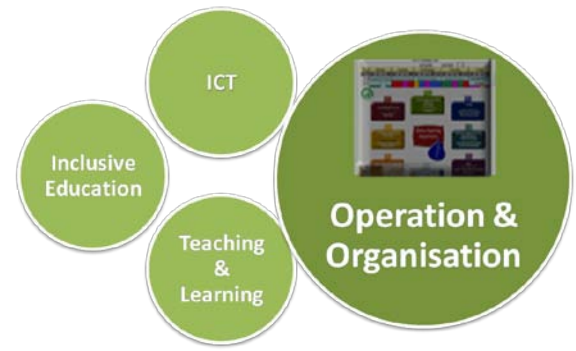 ICT
Inclusive
Education
Teaching
&
Learning
Operation &
Organisation